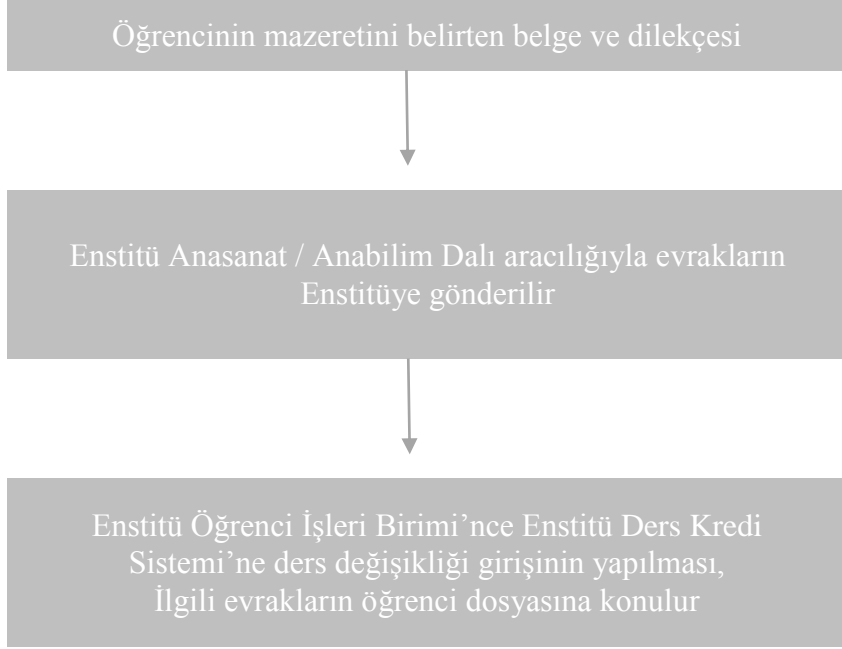 Öğrencinin mazeretini belirten belge ve dilekçesi
Enstitü Anasanat / Anabilim Dalı aracılığıyla evrakların
Enstitüye gönderilir
Enstitü Öğrenci İşleri Birimi’nce Enstitü Ders Kredi
Sistemi’ne ders değişikliği girişinin yapılması,
İlgili evrakların öğrenci dosyasına konulur